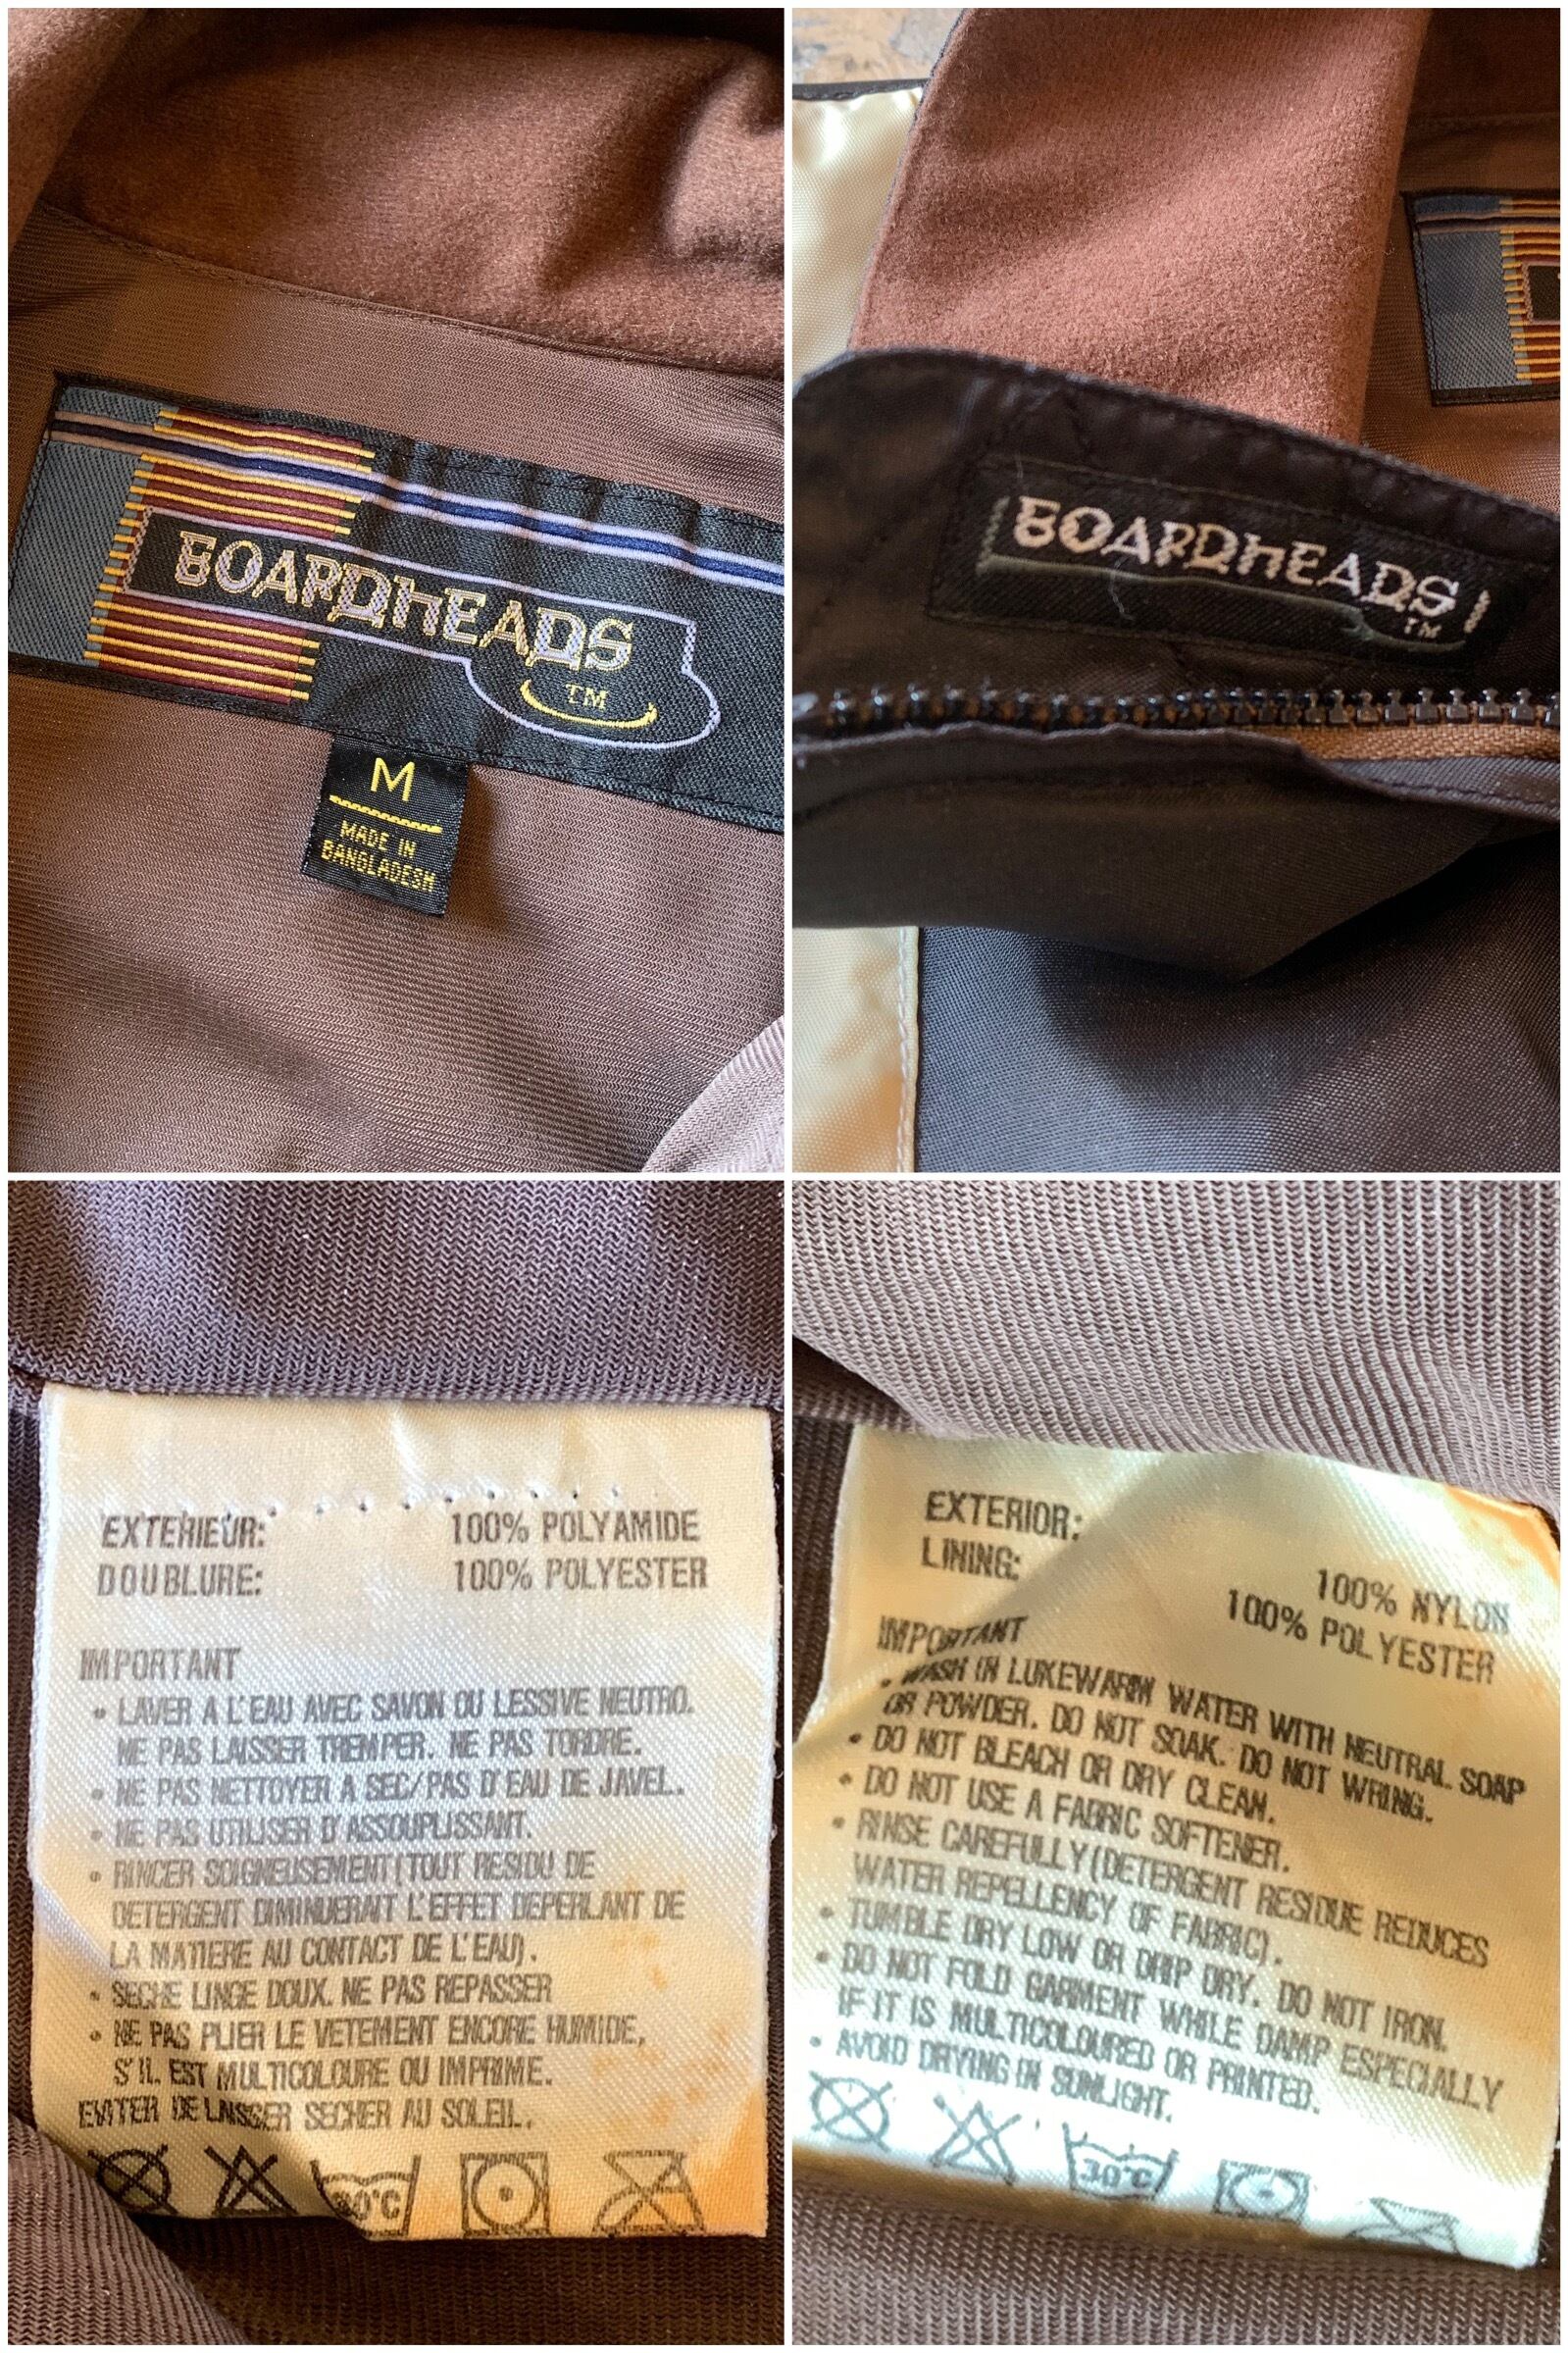 BOARDHEADS
TM
M
MADE IN
BANGLADESH
BOARDHEADS
TM
EXTERIEUR: 100% POLYAMIDE
DOUBLURE: 100% POLYESTER
IMPORTANT
• LAVER A L'EAU AVEC SAVON OU LESSIVE NEUTRO.
NE PAS LAISSER TREMPER. NE PAS TORDRE.
• NE PAS NETTOYER A SEC/PAS D'EAU DE JAVEL.
• NE PAS UTILISER D'ASSOUPLISSANT.
• RINCER SOIGNEUSEMENT(TOUT RESIDU DE
DETERGENT DIMINUERAIT L'EFFET DEPERLANT DE
LA MATIERE AU CONTACT DE L'EAU).
• SECHE LINGE DOUX. NE PAS REPASSER
• NE PAS PLIER LE VETEMENT ENCORE HUMIDE,
S'IL EST MULTICOLOURE OU IMPRIME.
EVITER DE LAISSER SECHER AU SOLEIL.
30°C
EXTERIOR: 100% NYLON
LINING: 100% POLYESTER
IMPORTANT
• WASH IN LUKEWARM WATER WITH NEUTRAL SOAP
OR POWDER. DO NOT SOAK. DO NOT WRING.
• DO NOT BLEACH OR DRY CLEAN.
• DO NOT USE A FABRIC SOFTENER.
• RINSE CAREFULLY(DETERGENT RESIDUE REDUCES
WATER REPELLENCY OF FABRIC).
• TUMBLE DRY LOW OR DRIP DRY. DO NOT IRON.
• DO NOT FOLD GARMENT WHILE DAMP ESPECIALLY
IF IT IS MULTICOLOURED OR PRINTED.
• AVOID DRYING IN SUNLIGHT.
30°C